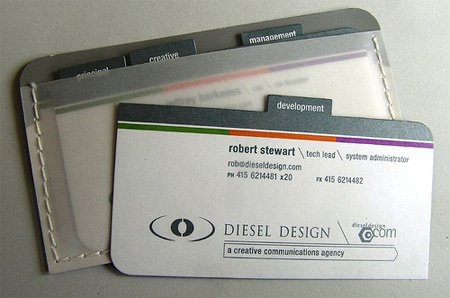 management
creative
principal
development
robert stewart \ tech lead \ system administrator
rob@dieseldesign.com
PH 415 6214481 x20 FX 415 6214482
DIESEL DESIGN \ dieseldesign
.com
a creative communications agency